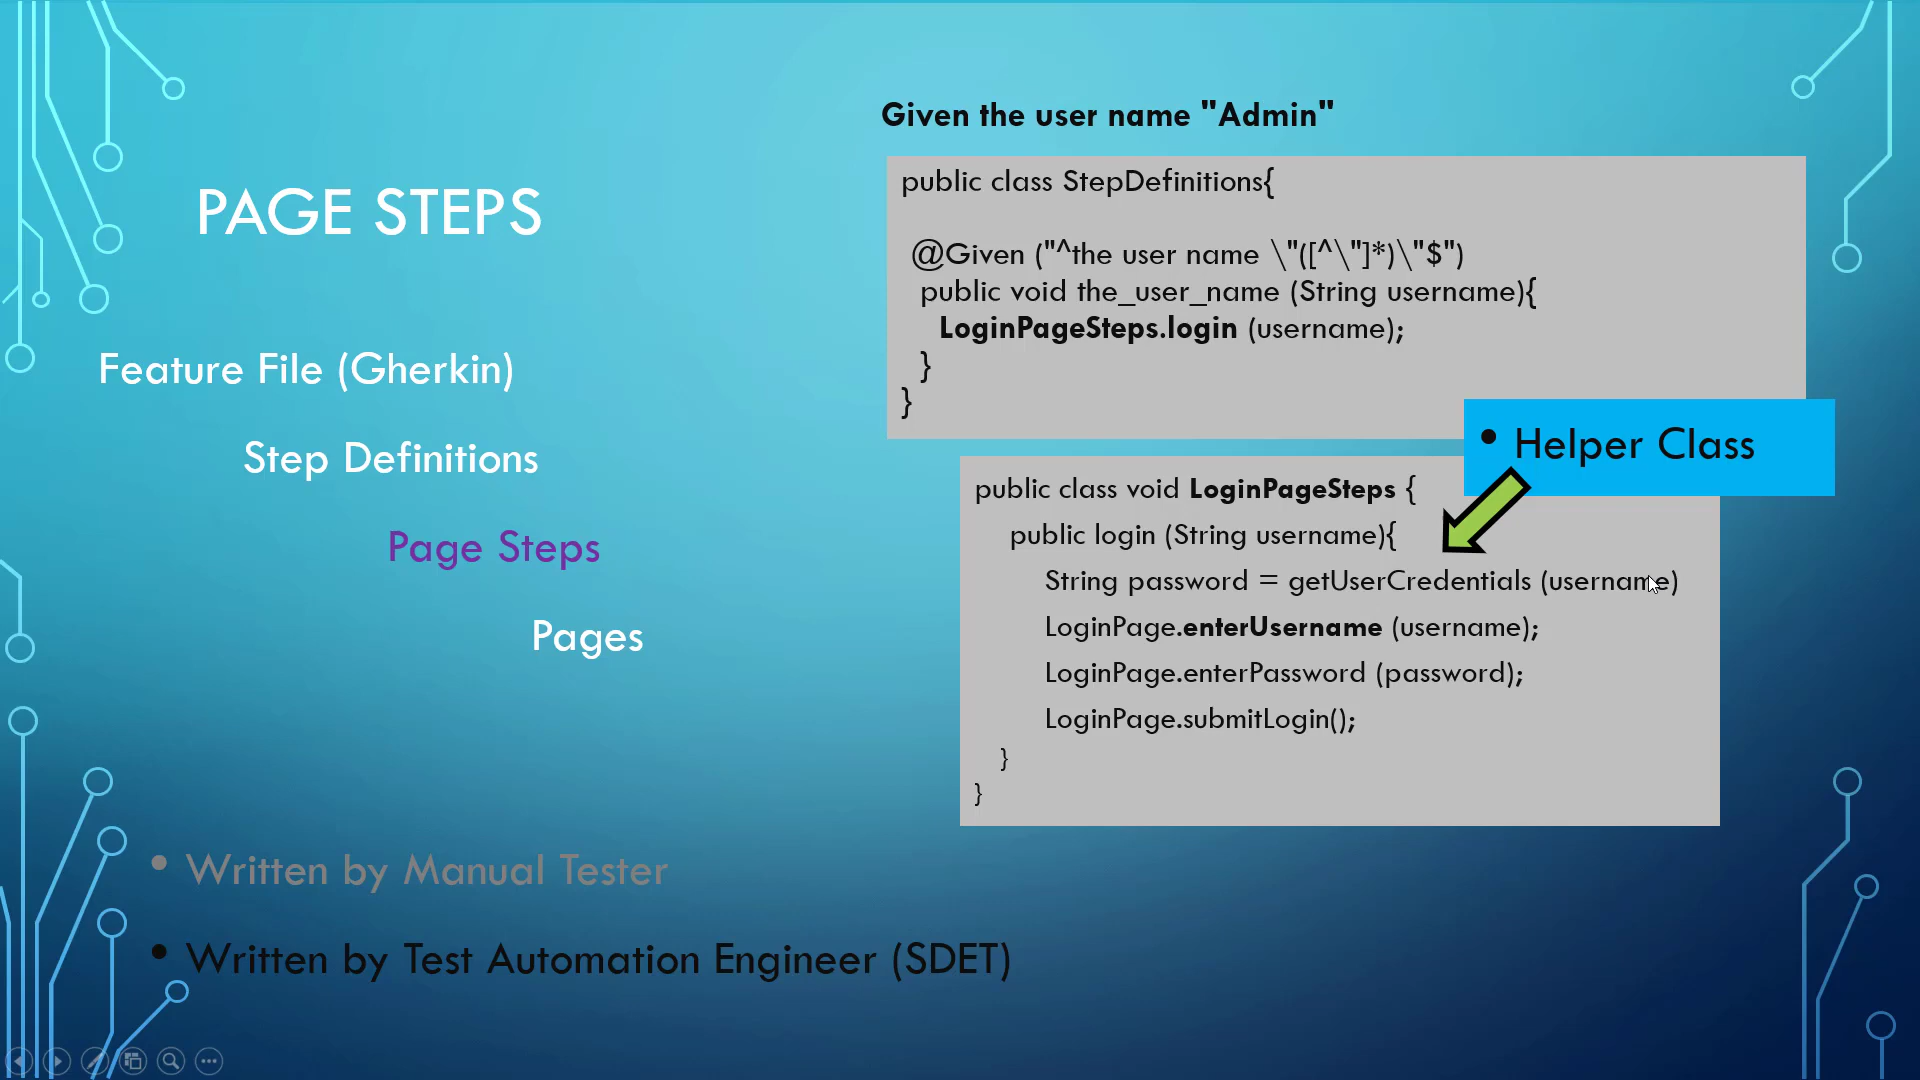 PAGE STEPS
Feature File (Gherkin)
Step Definitions
Page Steps
Pages
• Written by Manual Tester
• Written by Test Automation Engineer (SDET)
Given the user name "Admin"
public class StepDefinitions{
@Given ("^the user name \"([^\"]*)\"$")
public void the_user_name (String username){
LoginPageSteps.login (username);
}
}
• Helper Class
public class void LoginPageSteps {
public login (String username){
String password = getUserCredentials (username)
LoginPage.enterUsername (username);
LoginPage.enterPassword (password);
LoginPage.submitLogin();
}
}